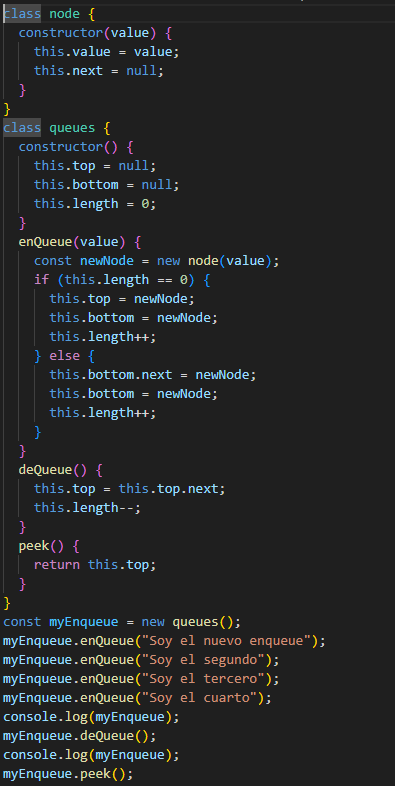 class node {
  constructor(value) {
    this.value = value;
    this.next = null;
  }
}
class queues {
  constructor() {
    this.top = null;
    this.bottom = null;
    this.length = 0;
  }
  enQueue(value) {
    const newNode = new node(value);
    if (this.length == 0) {
      this.top = newNode;
      this.bottom = newNode;
      this.length++;
    } else {
      this.bottom.next = newNode;
      this.bottom = newNode;
      this.length++;
    }
  }
  deQueue() {
    this.top = this.top.next;
    this.length--;
  }
  peek() {
    return this.top;
  }
}
const myEnqueue = new queues();
myEnqueue.enQueue("Soy el nuevo enqueue");
myEnqueue.enQueue("Soy el segundo");
myEnqueue.enQueue("Soy el tercero");
myEnqueue.enQueue("Soy el cuarto");
console.log(myEnqueue);
myEnqueue.deQueue();
console.log(myEnqueue);
myEnqueue.peek();